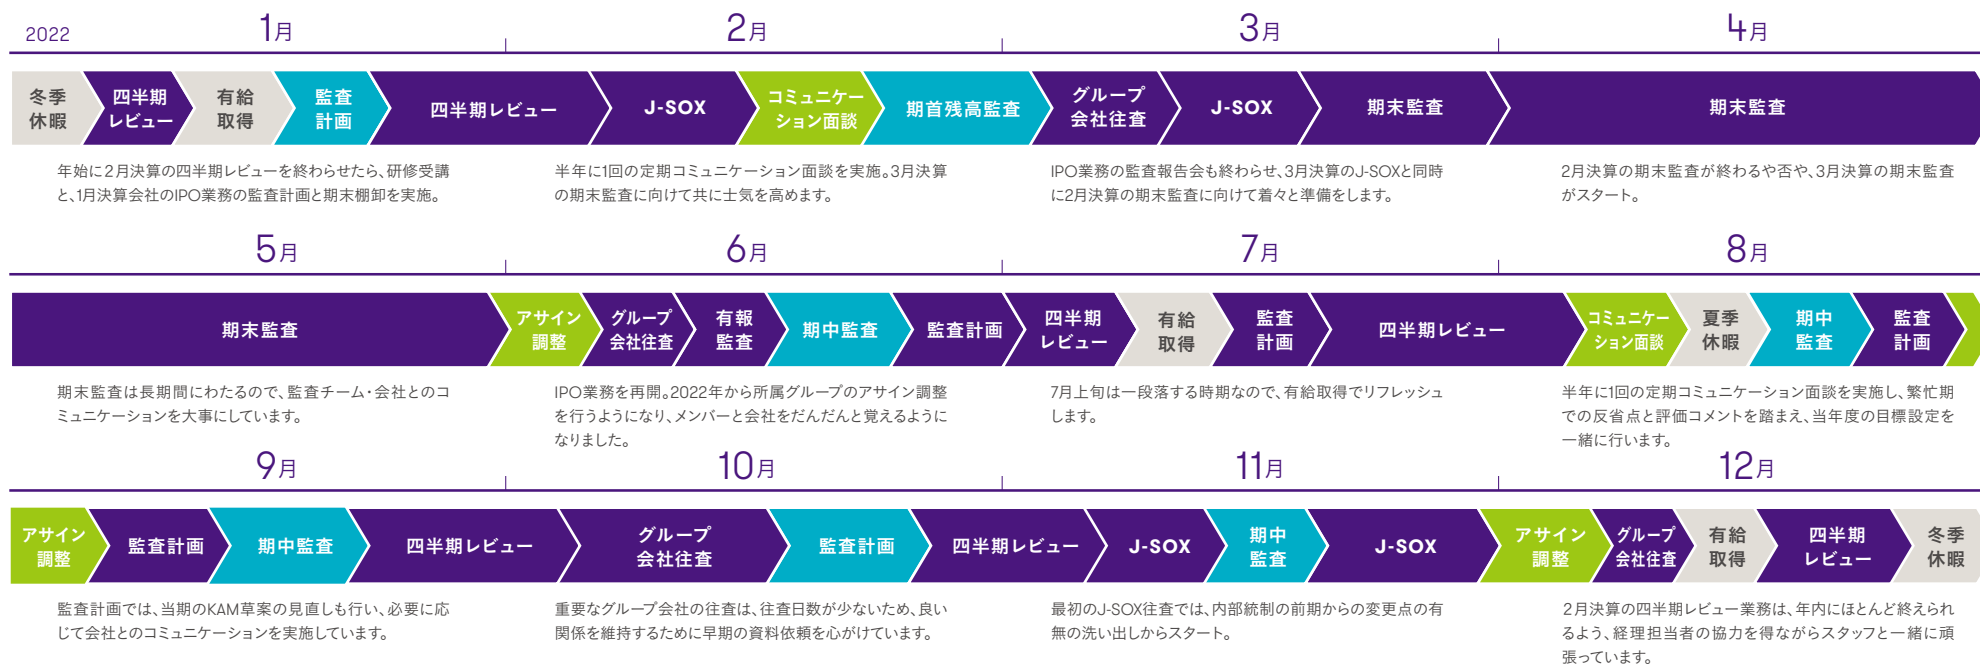 2022
1月
2月
3月
4月
冬季
休暇
四半期
レビュー
有給
取得
監査
計画
四半期レビュー
J-SOX
コミュニケー
ション面談
期首残高監査
グループ
会社往査
J-SOX
期末監査
期末監査
年始に2月決算の四半期レビューを終わらせたら、研修受講
と、1月決算会社のIPO業務の監査計画と期末棚卸を実施。
半年に1回の定期コミュニケーション面談を実施。3月決算
の期末監査に向けて共に士気を高めます。
IPO業務の監査報告会も終わらせ、3月決算のJ-SOXと同時
に2月決算の期末監査に向けて着々と準備をします。
2月決算の期末監査が終わるや否や、3月決算の期末監査
がスタート。
5月
6月
7月
8月
期末監査
アサイン
調整
グループ
会社往査
有報
監査
期中監査
監査計画
四半期
レビュー
有給
取得
監査
計画
四半期レビュー
コミュニケー
ション面談
夏季
休暇
期中
監査
監査
計画
期末監査は長期間にわたるので、監査チーム・会社とのコ
ミュニケーションを大事にしています。
IPO業務を再開。2022年から所属グループのアサイン調整
を行うようになり、メンバーと会社をだんだんと覚えるように
なりました。
7月上旬は一段落する時期なので、有給取得でリフレッシュ
します。
半年に1回の定期コミュニケーション面談を実施し、繁忙期
での反省点と評価コメントを踏まえ、当年度の目標設定を
一緒に行います。
9月
10月
11月
12月
アサイン
調整
監査計画
期中監査
四半期レビュー
グループ
会社往査
監査計画
四半期レビュー
J-SOX
期中
監査
J-SOX
アサイン
調整
グループ
会社往査
有給
取得
四半期
レビュー
冬季
休暇
監査計画では、当期のKAM草案の見直しも行い、必要に応
じて会社とのコミュニケーションを実施しています。
重要なグループ会社の往査は、往査日数が少ないため、良い
関係を維持するために早期の資料依頼を心がけています。
最初のJ-SOX往査では、内部統制の前期からの変更点の有
無の洗い出しからスタート。
2月決算の四半期レビュー業務は、年内にほとんど終えられ
るよう、経理担当者の協力を得ながらスタッフと一緒に頑
張っています。